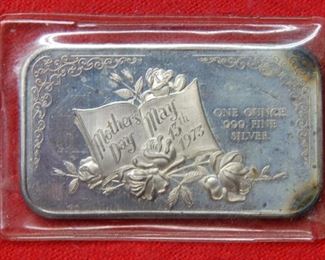 Mother's Day
May 13th 1973
ONE OUNCE
.999 FINE
SILVER